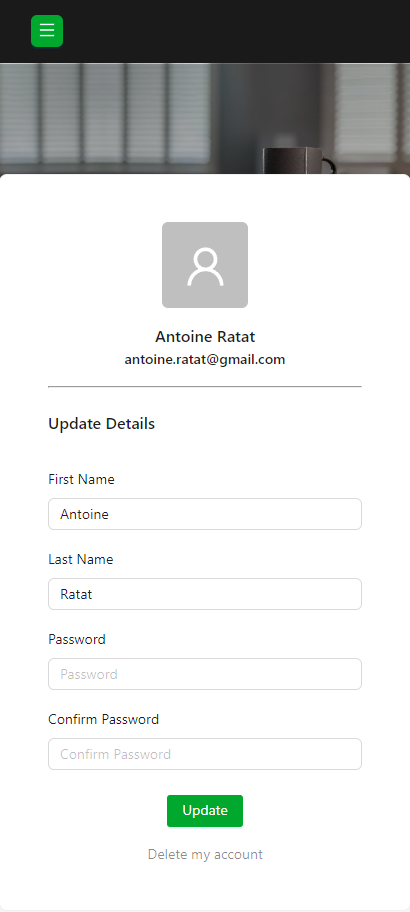 Antoine Ratat
antoine.ratat@gmail.com
Update Details
First Name
Antoine
Last Name
Ratat
Password
Password
Confirm Password
Confirm Password
Update
Delete my account